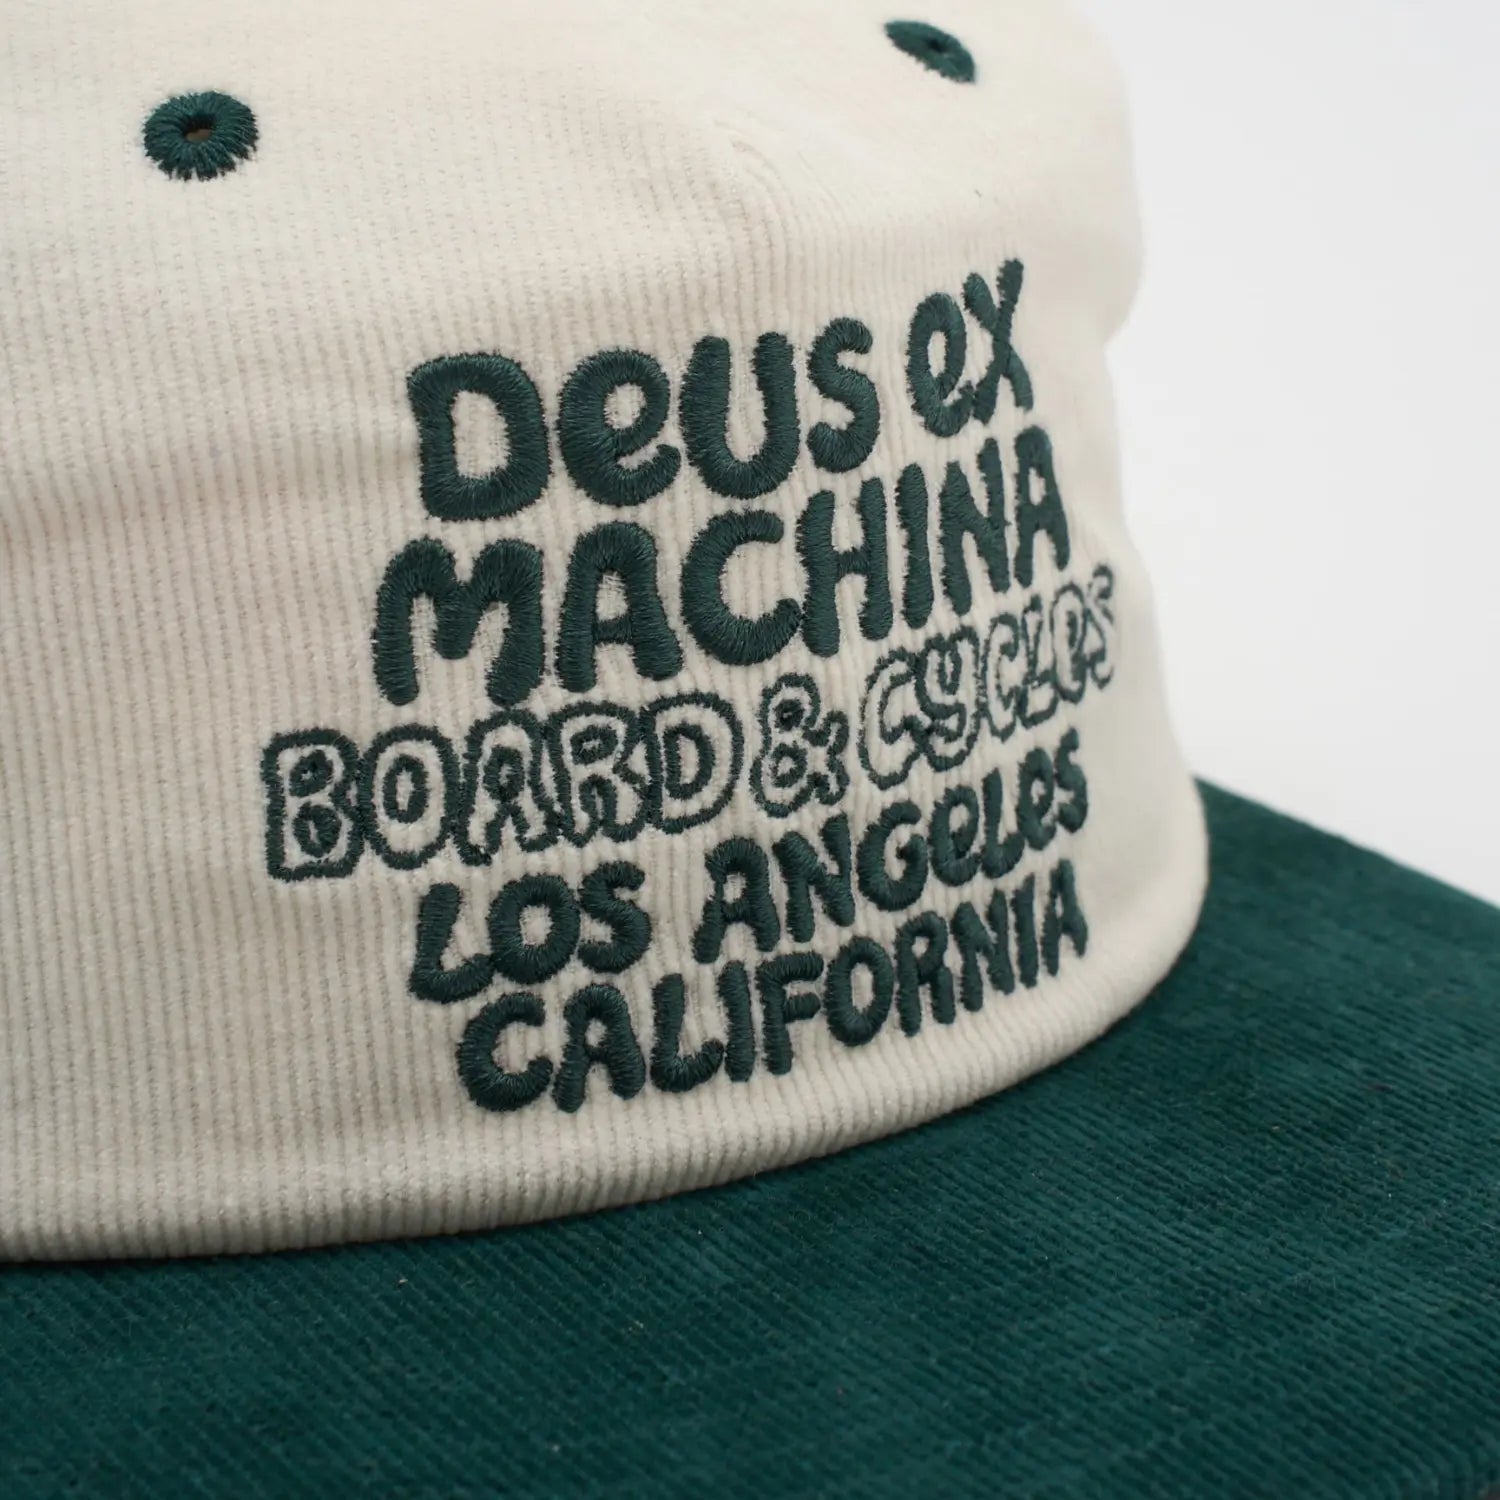 Deus ex
MACHINA
BOARD & CYCLes
LOS ANGeLes
CALIFORNIA